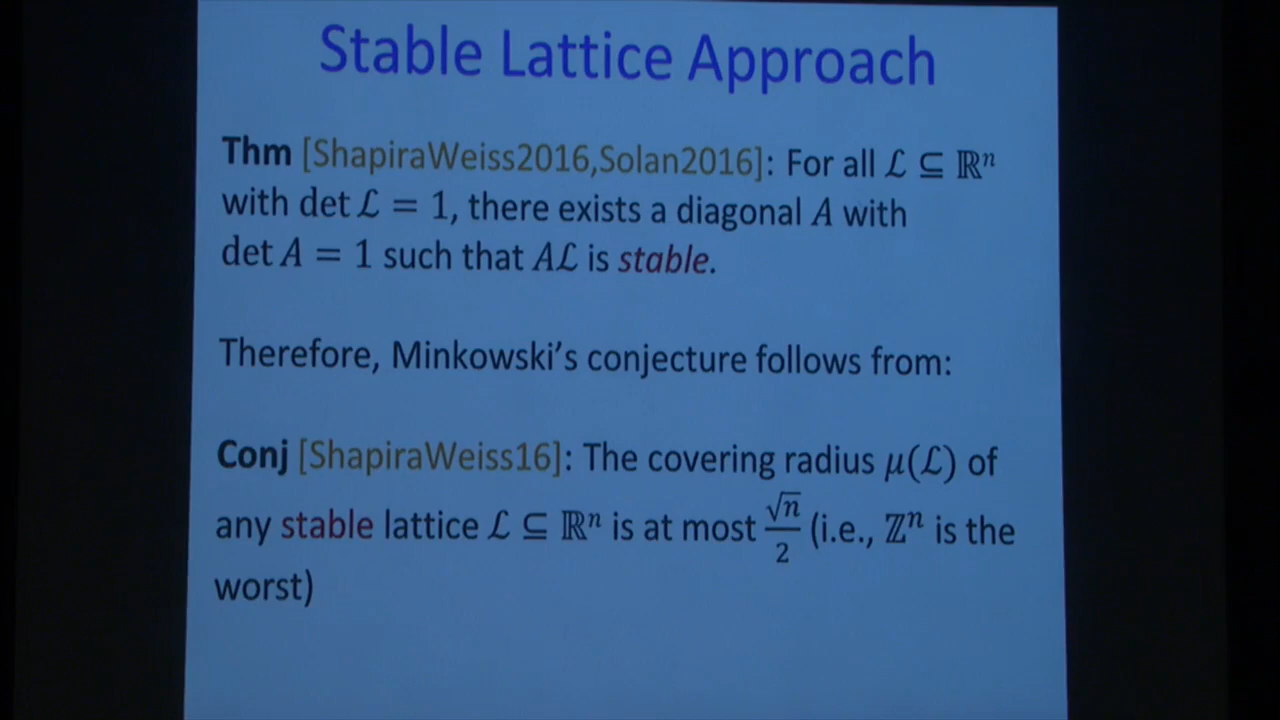 Stable Lattice Approach
Thm [ShapiraWeiss2016,Solan2016]: For all ℒ ⊆ ℝⁿ
with det ℒ = 1, there exists a diagonal A with
det A = 1 such that Aℒ is stable.
Therefore, Minkowski's conjecture follows from:
Conj [ShapiraWeiss16]: The covering radius μ(ℒ) of
any stable lattice ℒ ⊆ ℝⁿ is at most √n/2 (i.e., ℤⁿ is the
worst)